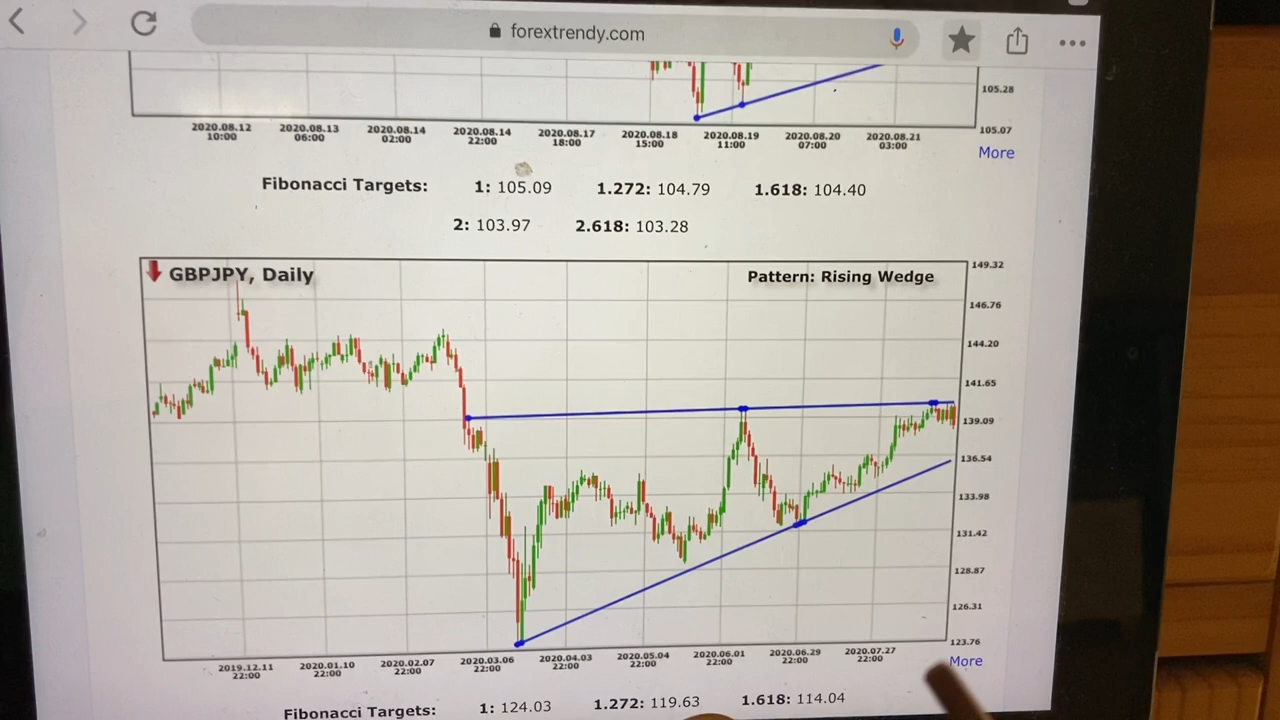 forextrendy.com
105.28
105.07
2020.08.12 2020.08.13 2020.08.14 2020.08.14 2020.08.17 2020.08.18 2020.08.19 2020.08.20 2020.08.21
10:00 06:00 02:00 22:00 18:00 15:00 11:00 07:00 03:00
More
Fibonacci Targets: 1: 105.09 1.272: 104.79 1.618: 104.40
2: 103.97 2.618: 103.28
GBPJPY, Daily Pattern: Rising Wedge
149.32
146.76
144.20
141.65
139.09
136.54
133.98
131.42
128.87
126.31
123.76
2019.12.11 2020.01.10 2020.02.07 2020.03.06 2020.04.03 2020.05.04 2020.06.01 2020.06.29 2020.07.27
22:00 22:00 22:00 22:00 22:00 22:00 22:00 22:00 22:00
More
Fibonacci Targets: 1: 124.03 1.272: 119.63 1.618: 114.04